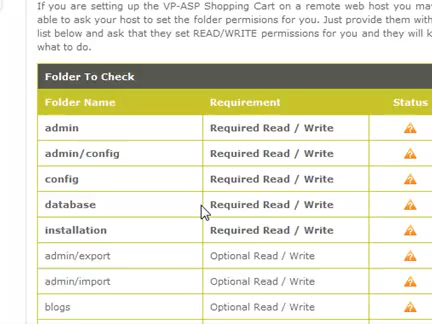 If you are setting up the VP-ASP Shopping Cart on a remote web host you may
able to ask your host to set the folder permisions for you. Just provide them with
list below and ask that they set READ/WRITE permissions for you and they will k
what to do.
Folder To Check
Folder Name Requirement Status
admin Required Read / Write
admin/config Required Read / Write
config Required Read / Write
database Required Read / Write
installation Required Read / Write
admin/export Optional Read / Write
admin/import Optional Read / Write
blogs Optional Read / Write